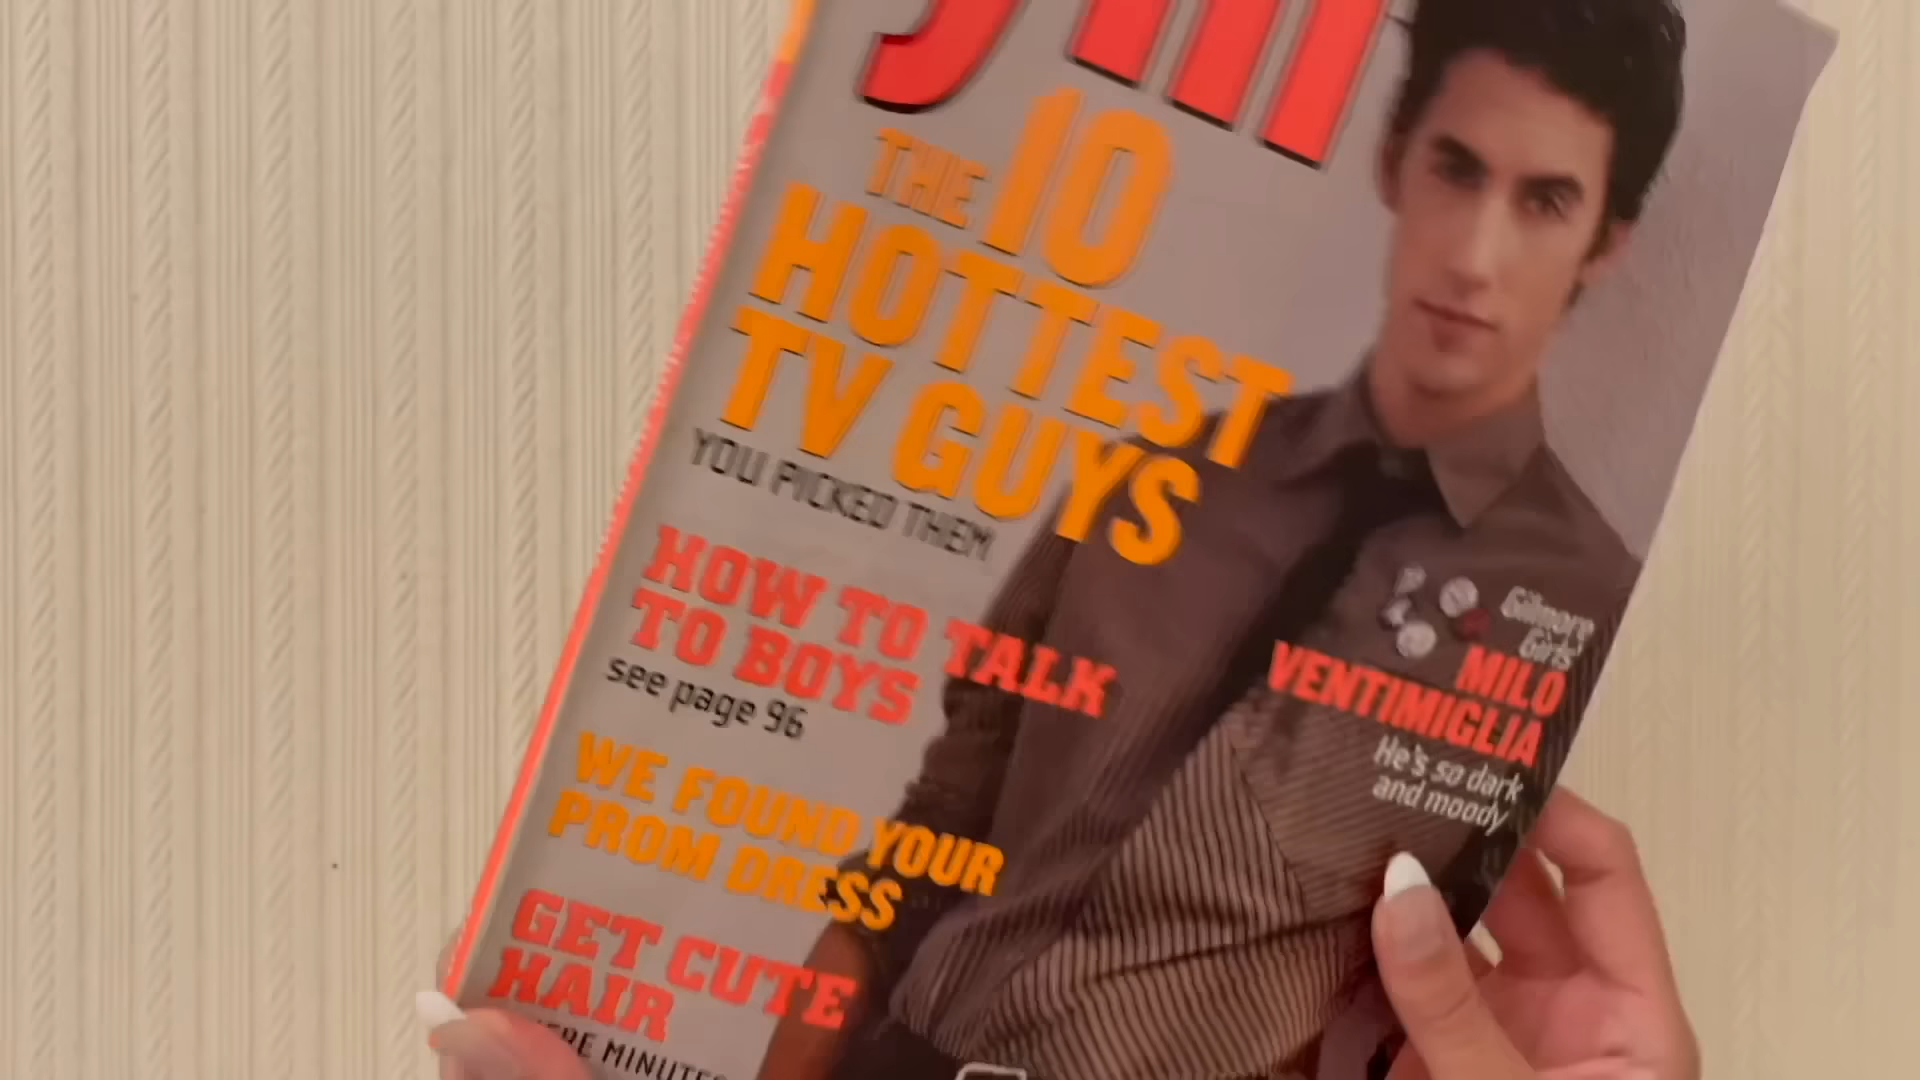 ym
THE 10
HOTTEST
TV GUYS
YOU PICKED THEM
HOW TO TALK
TO BOYS
see page 96
WE FOUND YOUR
PROM DRESS
GET CUTE
HAIR
MINUTES
Gilmore
Girls'
MILO
VENTIMIGLIA
He's so dark
and moody